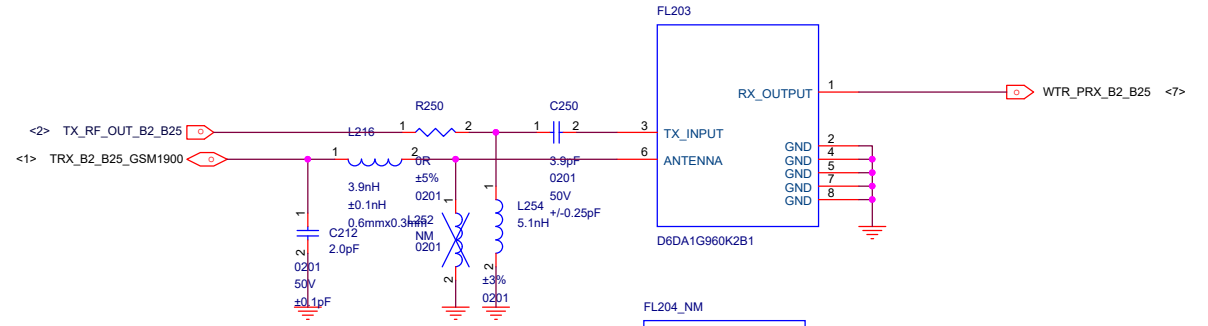 FL203
RX_OUTPUT
1
WTR_PRX_B2_B25 <7>
R250
C250
<2> TX_RF_OUT_B2_B25
L216
1
2
1
2
3
TX_INPUT
<1> TRX_B2_B25_GSM1900
1
2
6
ANTENNA
GND
2
GND
4
GND
5
GND
7
GND
8
0R
±5%
0201
3.9pF
0201
50V
+/-0.25pF
3.9nH
±0.1nH
0.6mmx0.3mm
1
C212
2.0pF
2
0201
50V
±0.1pF
1
L252
NM
0201
2
1
L254
5.1nH
2
±3%
0201
D6DA1G960K2B1
FL204_NM